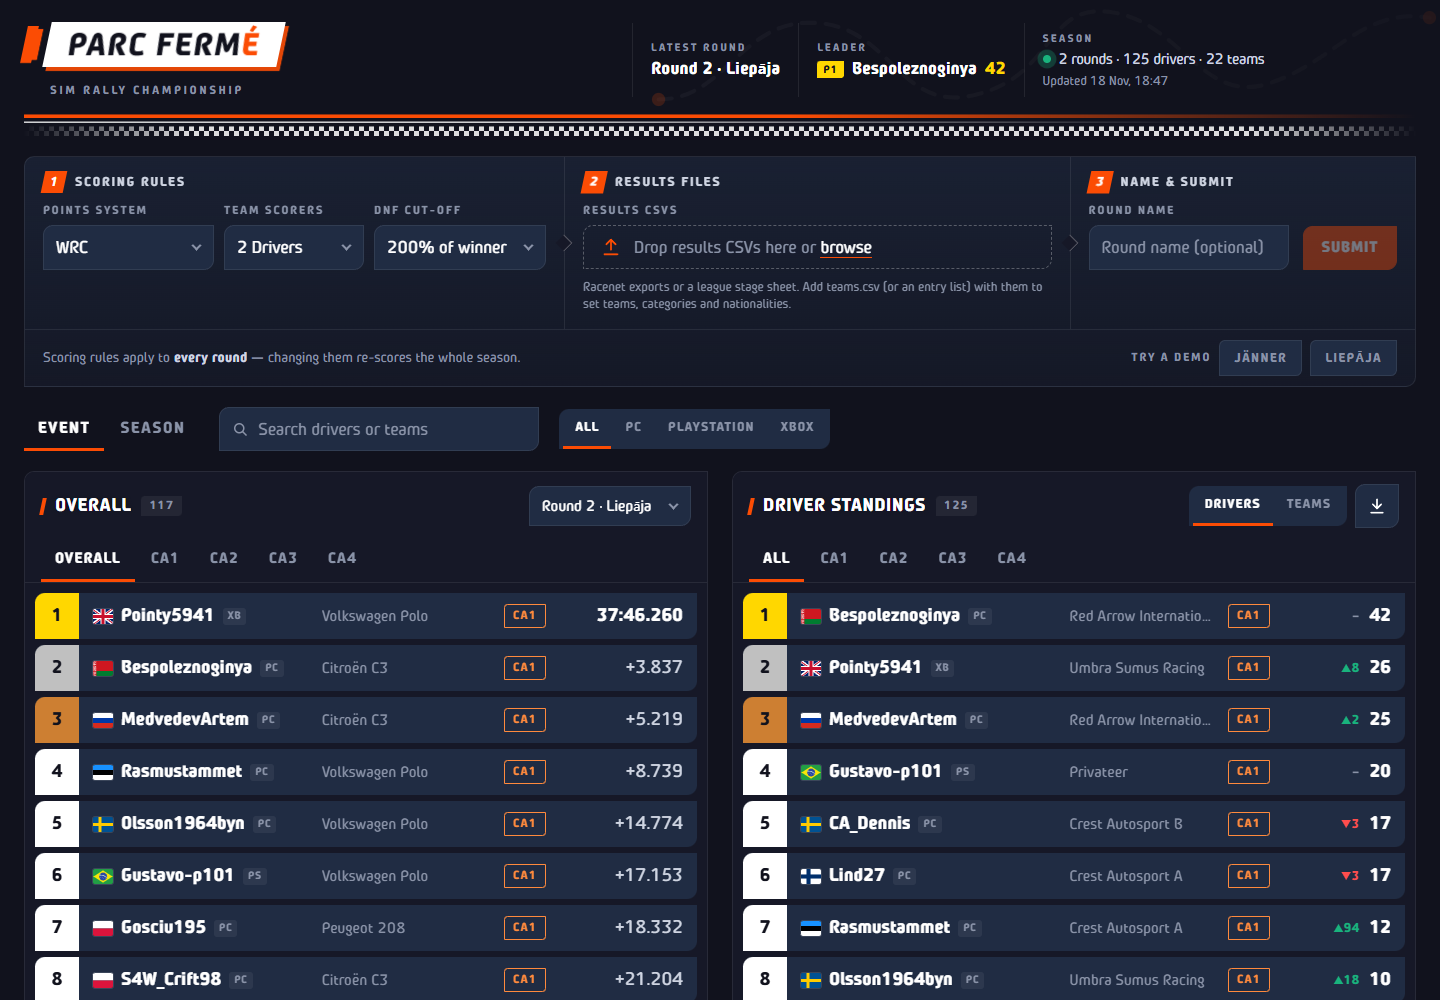 PARC FERMÉ
SIM RALLY CHAMPIONSHIP
LATEST ROUND
Round 2 · Liepāja
LEADER
P1 Bespoleznoginya 42
SEASON
2 rounds · 125 drivers · 22 teams
Updated 18 Nov, 18:47
1 SCORING RULES
POINTS SYSTEM
WRC
TEAM SCORERS
2 Drivers
DNF CUT-OFF
200% of winner
2 RESULTS FILES
RESULTS CSVS
Drop results CSVs here or browse
Racenet exports or a league stage sheet. Add teams.csv (or an entry list) with them to
set teams, categories and nationalities.
3 NAME & SUBMIT
ROUND NAME
Round name (optional)
SUBMIT
Scoring rules apply to every round — changing them re-scores the whole season.
TRY A DEMO JÄNNER LIEPĀJA
EVENT SEASON
Search drivers or teams
ALL PC PLAYSTATION XBOX
OVERALL 117
Round 2 · Liepāja
OVERALL CA1 CA2 CA3 CA4
1 Pointy5941 XB Volkswagen Polo CA1 37:46.260
2 Bespoleznoginya PC Citroën C3 CA1 +3.837
3 MedvedevArtem PC Citroën C3 CA1 +5.219
4 Rasmustammet PC Volkswagen Polo CA1 +8.739
5 Olsson1964byn PC Volkswagen Polo CA1 +14.774
6 Gustavo-p101 PS Volkswagen Polo CA1 +17.153
7 Gosciu195 PC Peugeot 208 CA1 +18.332
8 S4W_Crift98 PC Citroën C3 CA1 +21.204
DRIVER STANDINGS 125
DRIVERS TEAMS
ALL CA1 CA2 CA3 CA4
1 Bespoleznoginya PC Red Arrow Internatio... CA1 – 42
2 Pointy5941 XB Umbra Sumus Racing CA1 ▲8 26
3 MedvedevArtem PC Red Arrow Internatio... CA1 ▲2 25
4 Gustavo-p101 PS Privateer CA1 – 20
5 CA_Dennis PC Crest Autosport B CA1 ▼3 17
6 Lind27 PC Crest Autosport A CA1 ▼3 17
7 Rasmustammet PC Crest Autosport A CA1 ▲94 12
8 Olsson1964byn PC Umbra Sumus Racing CA1 ▲18 10